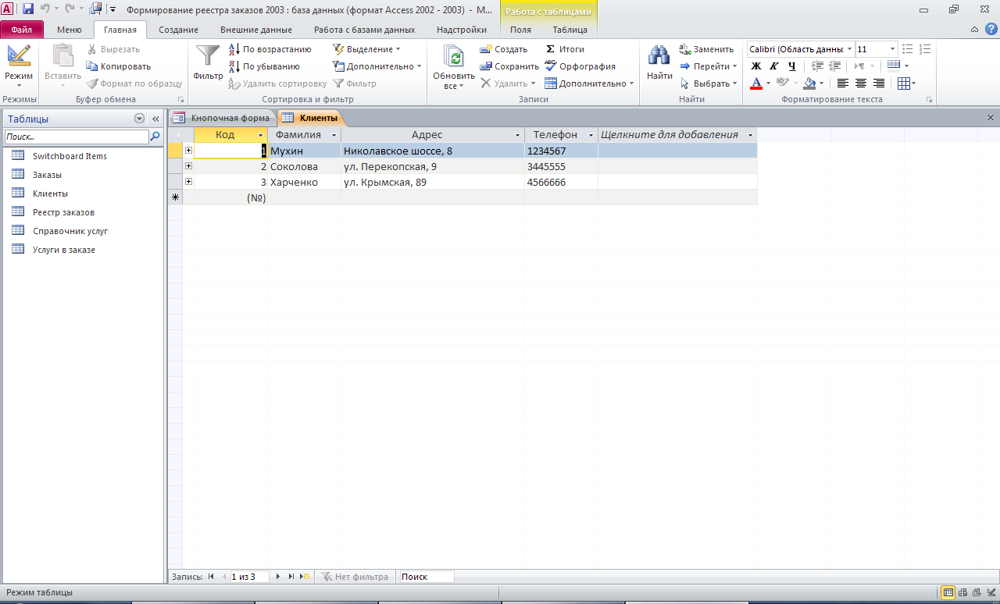 Формирование реестра заказов 2003 : база данных (формат Access 2002 - 2003) - M...
Работа с таблицами
Файл Меню Главная Создание Внешние данные Работа с базами данных Надстройки Поля Таблица
Режим
Режимы
Вставить
Вырезать
Копировать
Формат по образцу
Буфер обмена
Фильтр
По возрастанию
По убыванию
Удалить сортировку
Выделение
Дополнительно
Фильтр
Сортировка и фильтр
Обновить
все
Создать
Сохранить
Удалить
Итоги
Орфография
Дополнительно
Записи
Найти
Заменить
Перейти
Выбрать
Найти
Calibri (Область данны: 11
Ж К Ч
Форматирование текста
Таблицы
Поиск...
Switchboard Items
Заказы
Клиенты
Реестр заказов
Справочник услуг
Услуги в заказе
Кнопочная форма Клиенты
Код Фамилия Адрес Телефон Щелкните для добавления
1 Мухин Николавское шоссе, 8 1234567
2 Соколова ул. Перекопская, 9 3445555
3 Харченко ул. Крымская, 89 4566666
(№)
Запись: 1 из 3 Нет фильтра Поиск
Режим таблицы